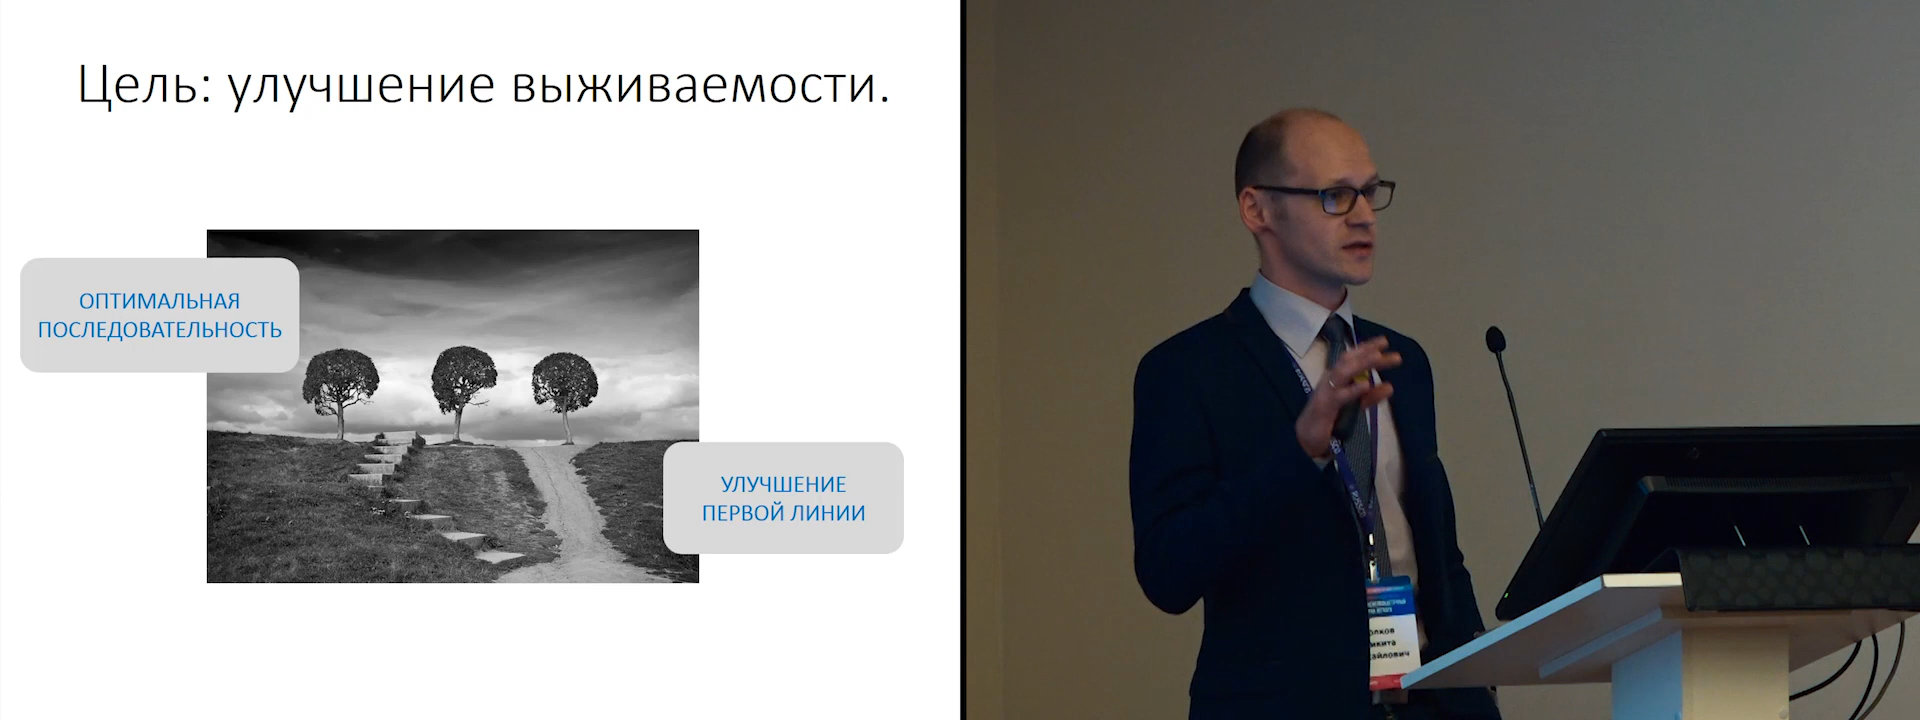 Цель: улучшение выживаемости.
ОПТИМАЛЬНАЯ
ПОСЛЕДОВАТЕЛЬНОСТЬ
УЛУЧШЕНИЕ
ПЕРВОЙ ЛИНИИ